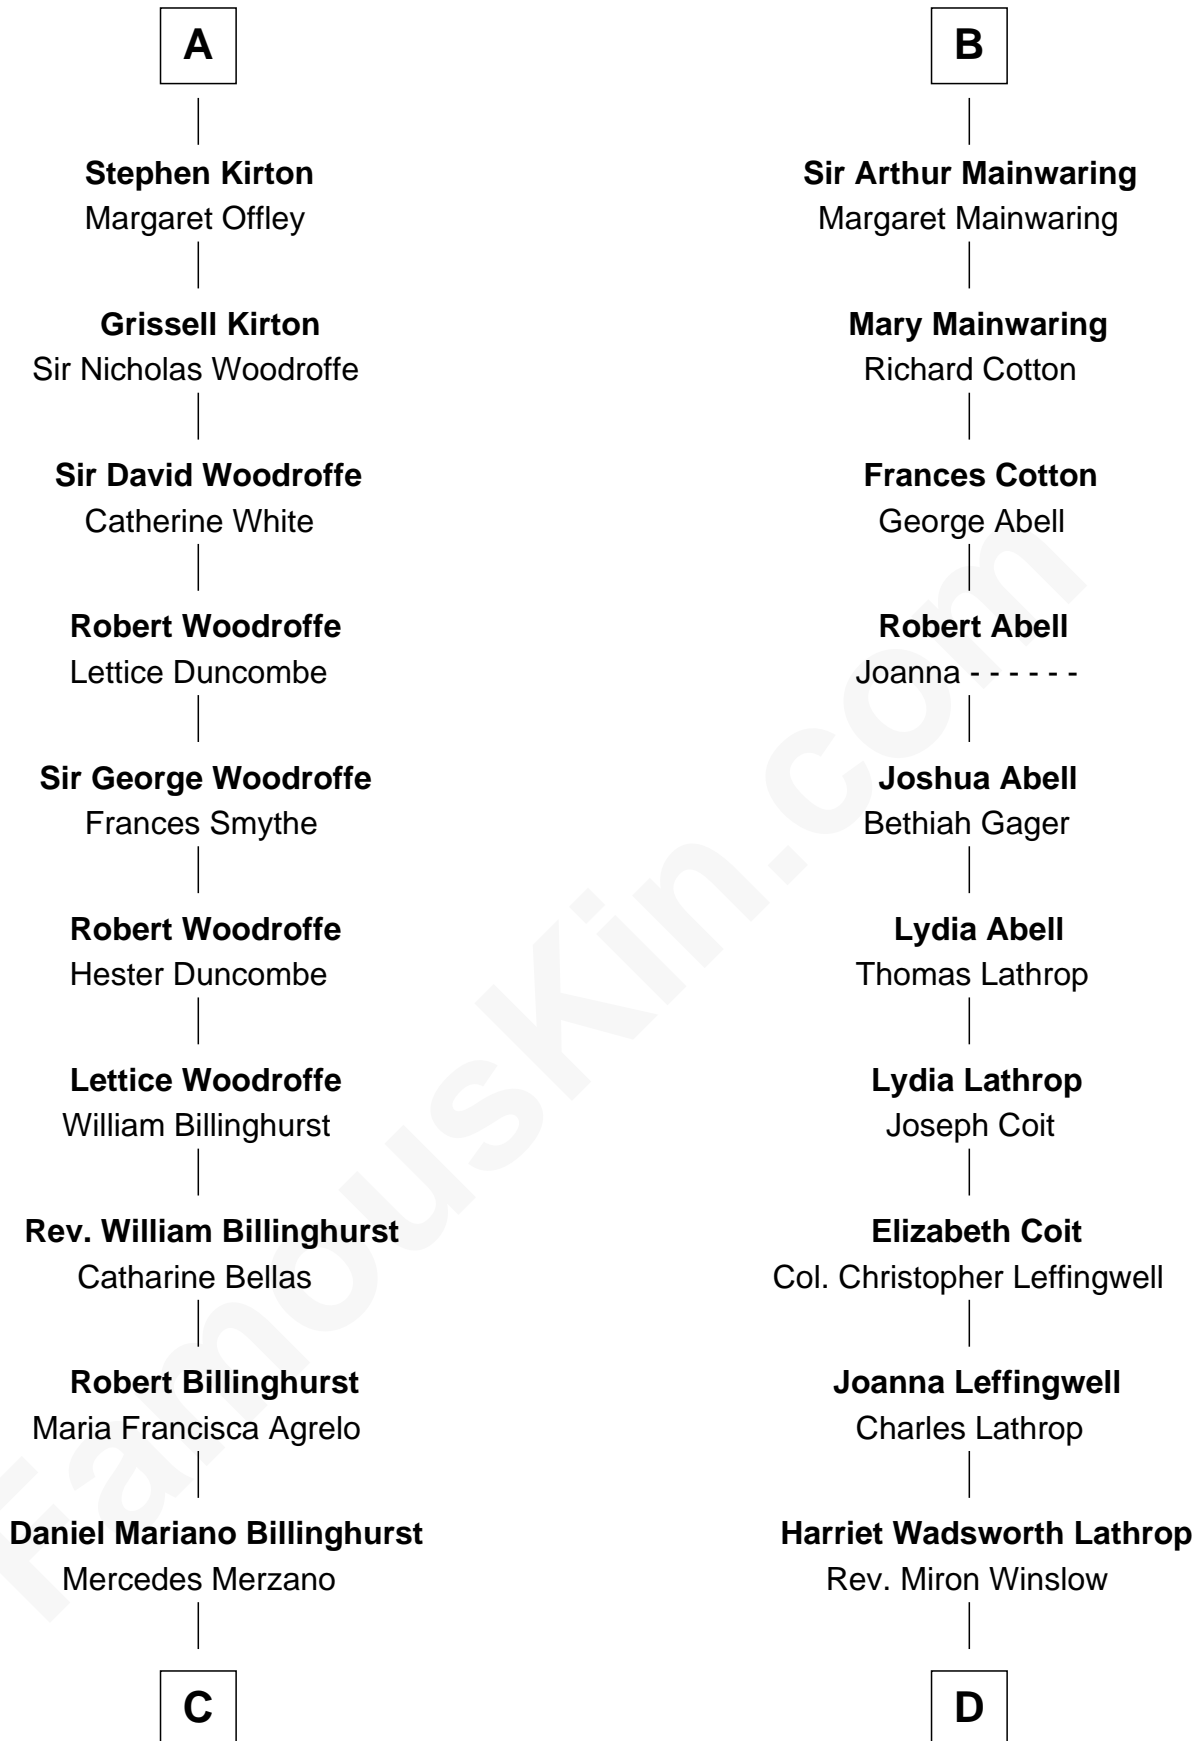 A
Stephen Kirton
Margaret Offley
Grissell Kirton
Sir Nicholas Woodroffe
Sir David Woodroffe
Catherine White
Robert Woodroffe
Lettice Duncombe
Sir George Woodroffe
Frances Smythe
Robert Woodroffe
Hester Duncombe
Lettice Woodroffe
William Billinghurst
Rev. William Billinghurst
Catharine Bellas
Robert Billinghurst
Maria Francisca Agrelo
Daniel Mariano Billinghurst
Mercedes Merzano
C
B
Sir Arthur Mainwaring
Margaret Mainwaring
Mary Mainwaring
Richard Cotton
Frances Cotton
George Abell
Robert Abell
Joanna - - - - - -
Joshua Abell
Bethiah Gager
Lydia Abell
Thomas Lathrop
Lydia Lathrop
Joseph Coit
Elizabeth Coit
Col. Christopher Leffingwell
Joanna Leffingwell
Charles Lathrop
Harriet Wadsworth Lathrop
Rev. Miron Winslow
D
FamousKin.com